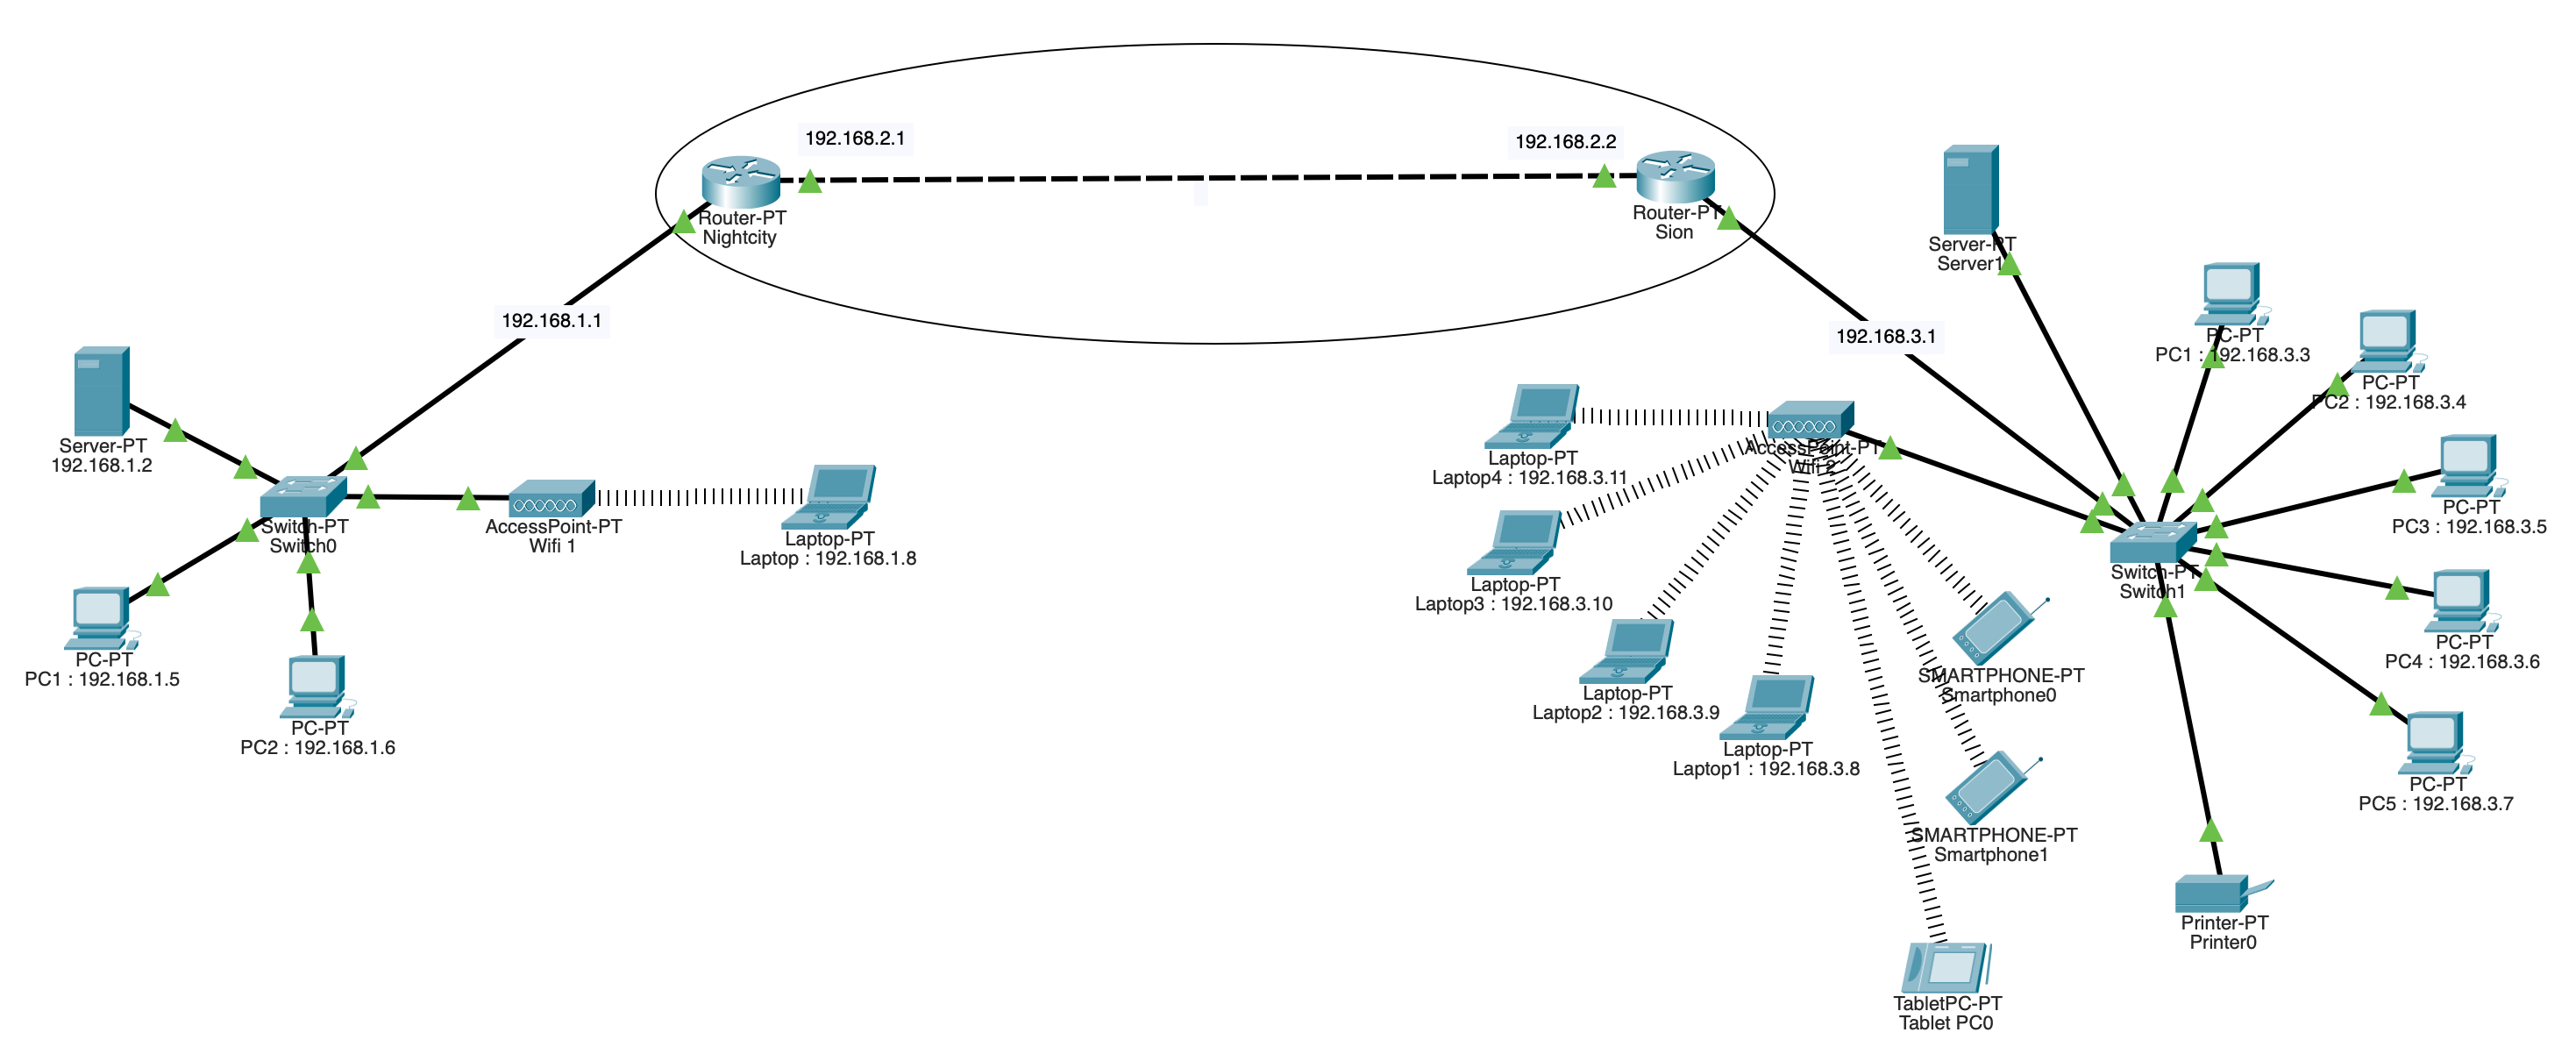 192.168.2.1
192.168.2.2
Router-PT
Nightcity
Router-PT
Sion
Server-PT
Server1
192.168.1.1
192.168.3.1
PC-PT
PC1 : 192.168.3.3
PC-PT
PC2 : 192.168.3.4
Server-PT
192.168.1.2
Switch-PT
Switch0
AccessPoint-PT
Wifi 1
Laptop-PT
Laptop : 192.168.1.8
PC-PT
PC1 : 192.168.1.5
PC-PT
PC2 : 192.168.1.6
AccessPoint-PT
Wifi 2
Laptop-PT
Laptop4 : 192.168.3.11
Laptop-PT
Laptop3 : 192.168.3.10
Laptop-PT
Laptop2 : 192.168.3.9
Laptop-PT
Laptop1 : 192.168.3.8
SMARTPHONE-PT
Smartphone0
SMARTPHONE-PT
Smartphone1
TabletPC-PT
Tablet PC0
Switch-PT
Switch1
PC-PT
PC3 : 192.168.3.5
PC-PT
PC4 : 192.168.3.6
PC-PT
PC5 : 192.168.3.7
Printer-PT
Printer0